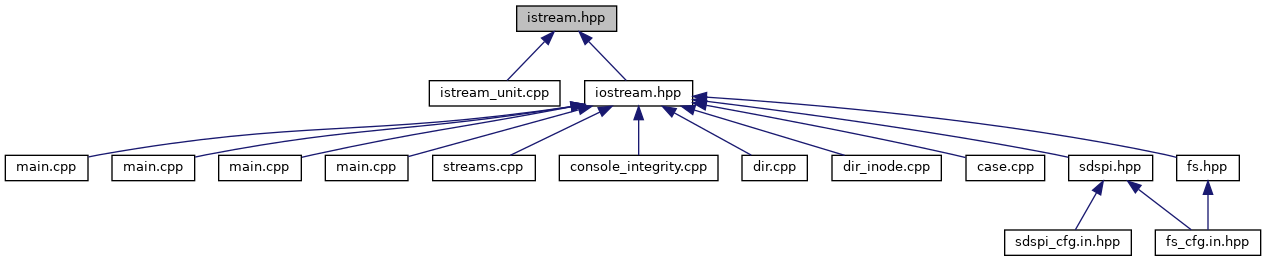 istream.hpp
istream_unit.cpp
iostream.hpp
main.cpp
main.cpp
main.cpp
main.cpp
streams.cpp
console_integrity.cpp
dir.cpp
dir_inode.cpp
case.cpp
sdspi.hpp
fs.hpp
sdspi_cfg.in.hpp
fs_cfg.in.hpp